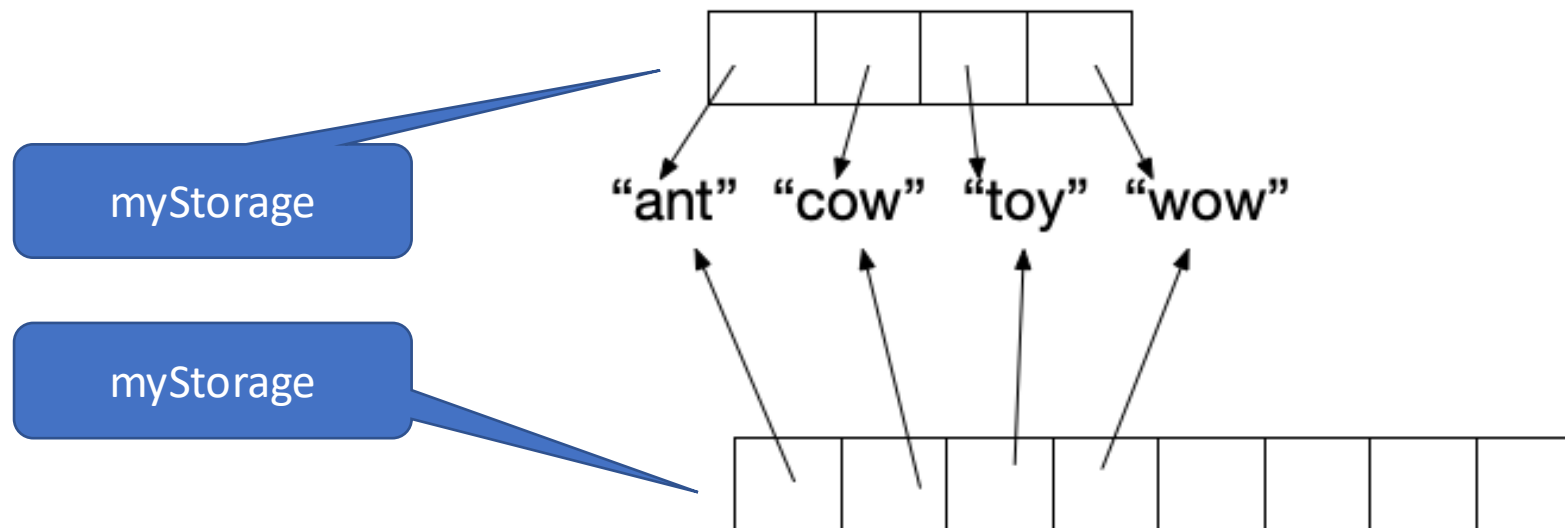 myStorage
“ant” “cow” “toy” “wow”
myStorage